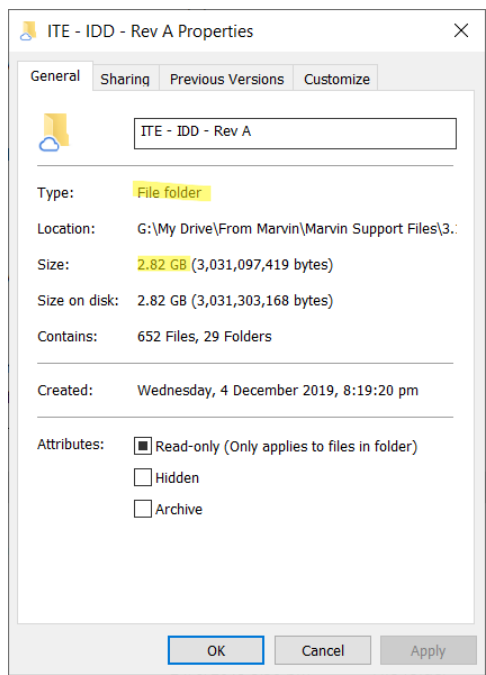 ITE - IDD - Rev A Properties
General Sharing Previous Versions Customize
ITE - IDD - Rev A
Type: File folder
Location: G:\My Drive\From Marvin\Marvin Support Files\3.
Size: 2.82 GB (3,031,097,419 bytes)
Size on disk: 2.82 GB (3,031,303,168 bytes)
Contains: 652 Files, 29 Folders
Created: Wednesday, 4 December 2019, 8:19:20 pm
Attributes: Read-only (Only applies to files in folder)
Hidden
Archive
OK Cancel Apply